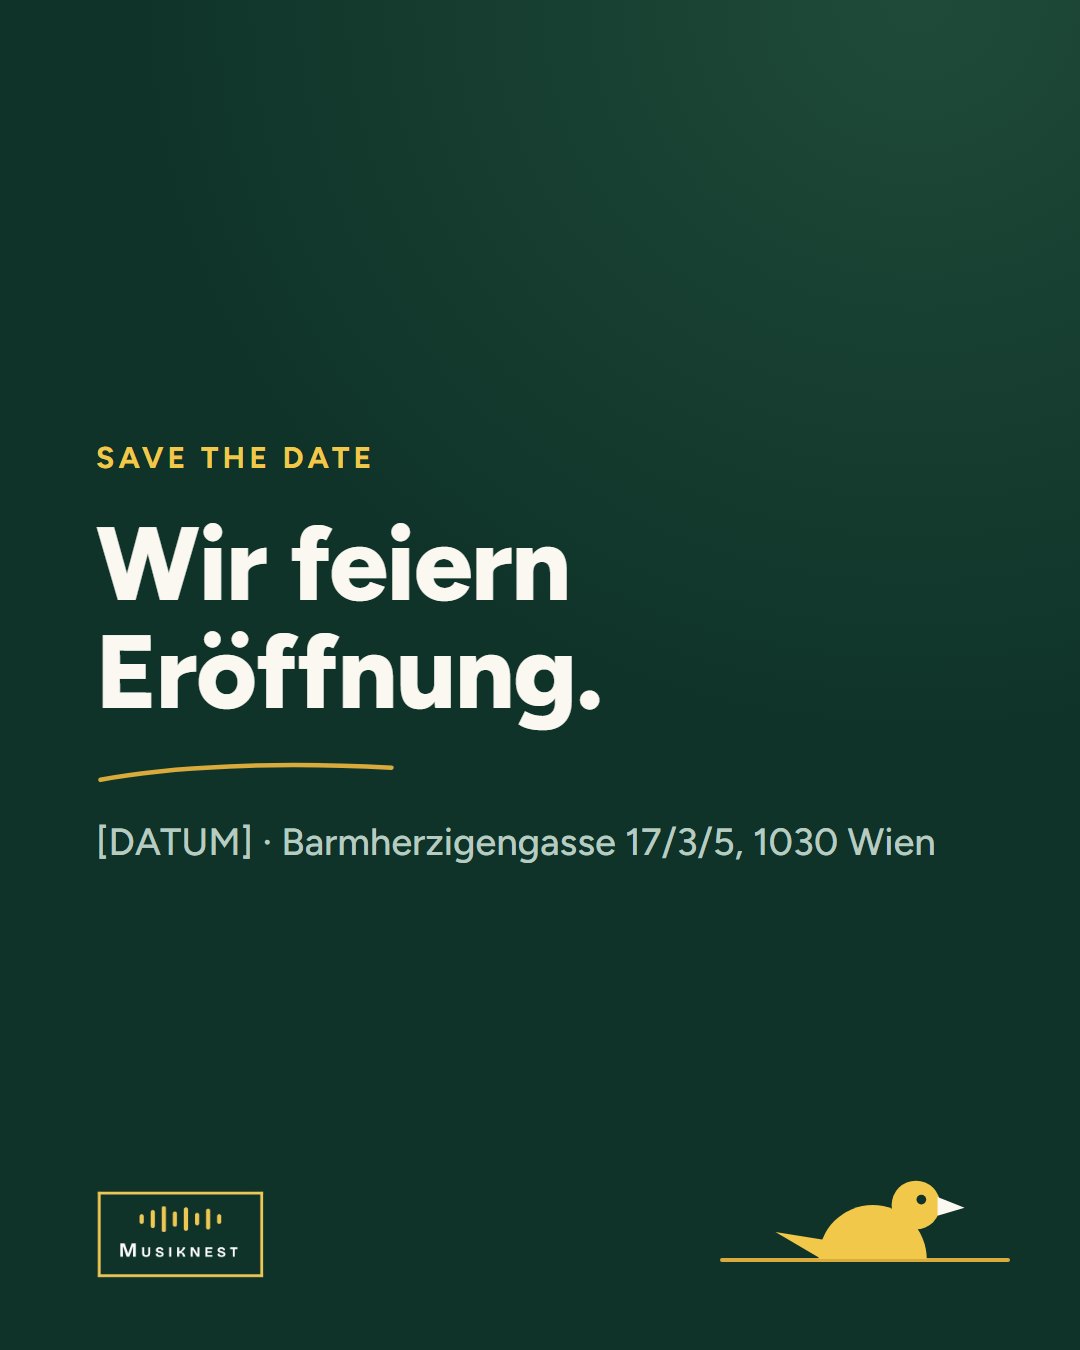 SAVE THE DATE
Wir feiern
Eröffnung.
[DATUM] · Barmherzigengasse 17/3/5, 1030 Wien
MUSIKNEST